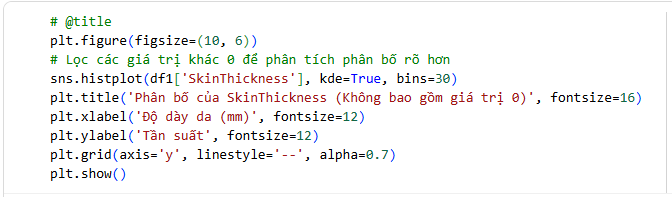 # @title
plt.figure(figsize=(10, 6))
# Lọc các giá trị khác 0 để phân tích phân bố rõ hơn
sns.histplot(df1['SkinThickness'], kde=True, bins=30)
plt.title('Phân bố của SkinThickness (Không bao gồm giá trị 0)', fontsize=16)
plt.xlabel('Độ dày da (mm)', fontsize=12)
plt.ylabel('Tần suất', fontsize=12)
plt.grid(axis='y', linestyle='--', alpha=0.7)
plt.show()